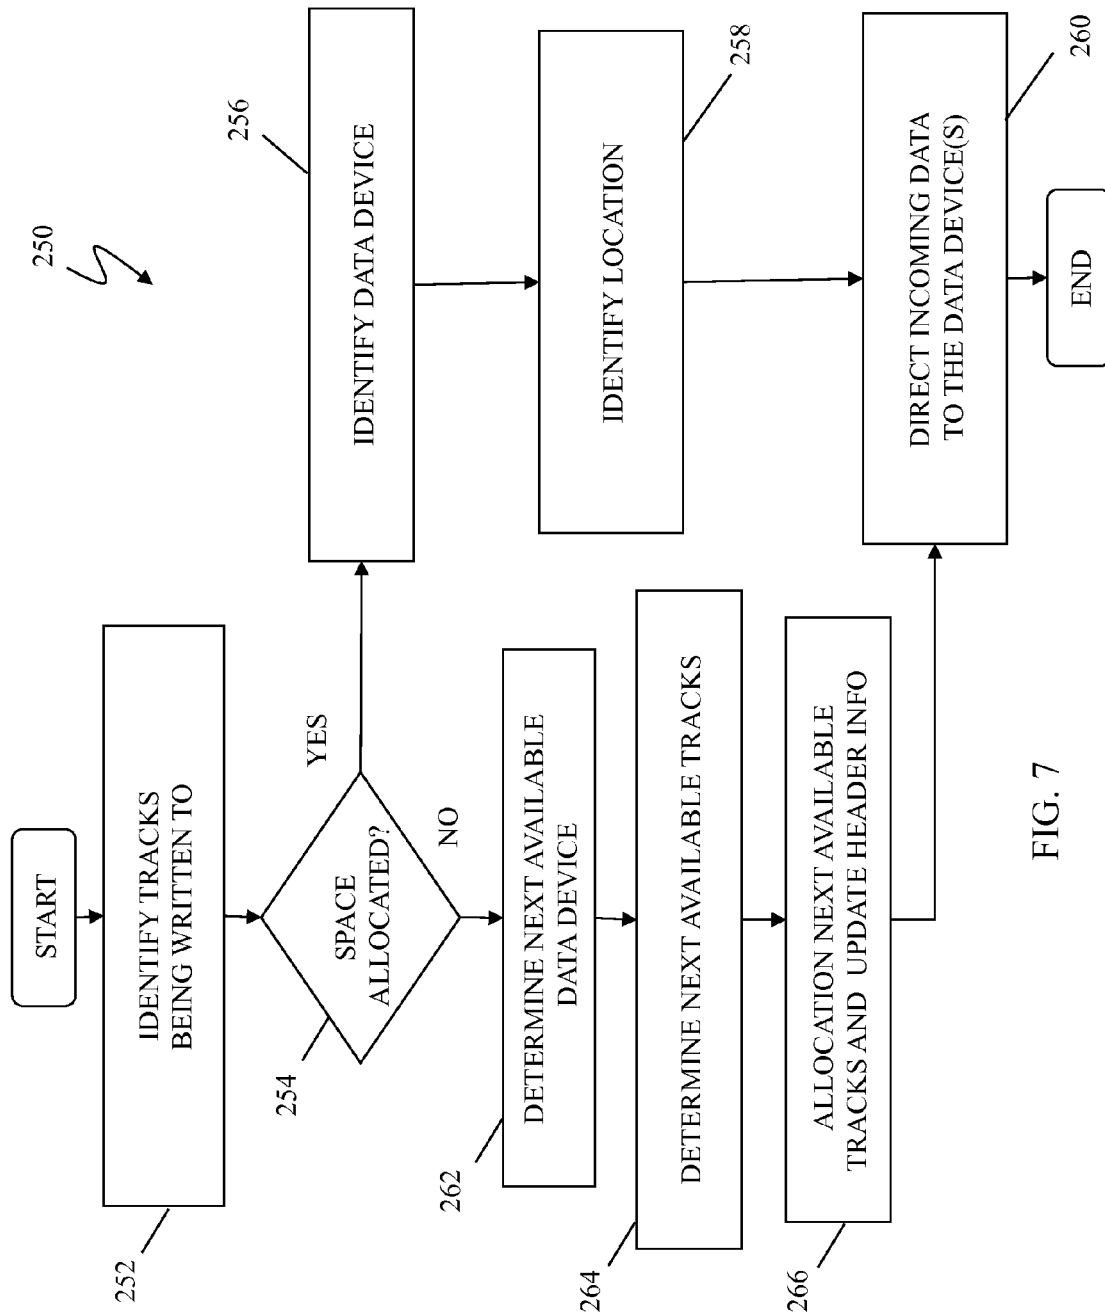 250
START
252
IDENTIFY TRACKS
BEING WRITTEN TO
254
SPACE
ALLOCATED?
YES
NO
256
IDENTIFY DATA DEVICE
258
IDENTIFY LOCATION
262
DETERMINE NEXT AVAILABLE
DATA DEVICE
264
DETERMINE NEXT AVAILABLE TRACKS
266
ALLOCATION NEXT AVAILABLE
TRACKS AND UPDATE HEADER INFO
260
DIRECT INCOMING DATA
TO THE DATA DEVICE(S)
END
FIG. 7